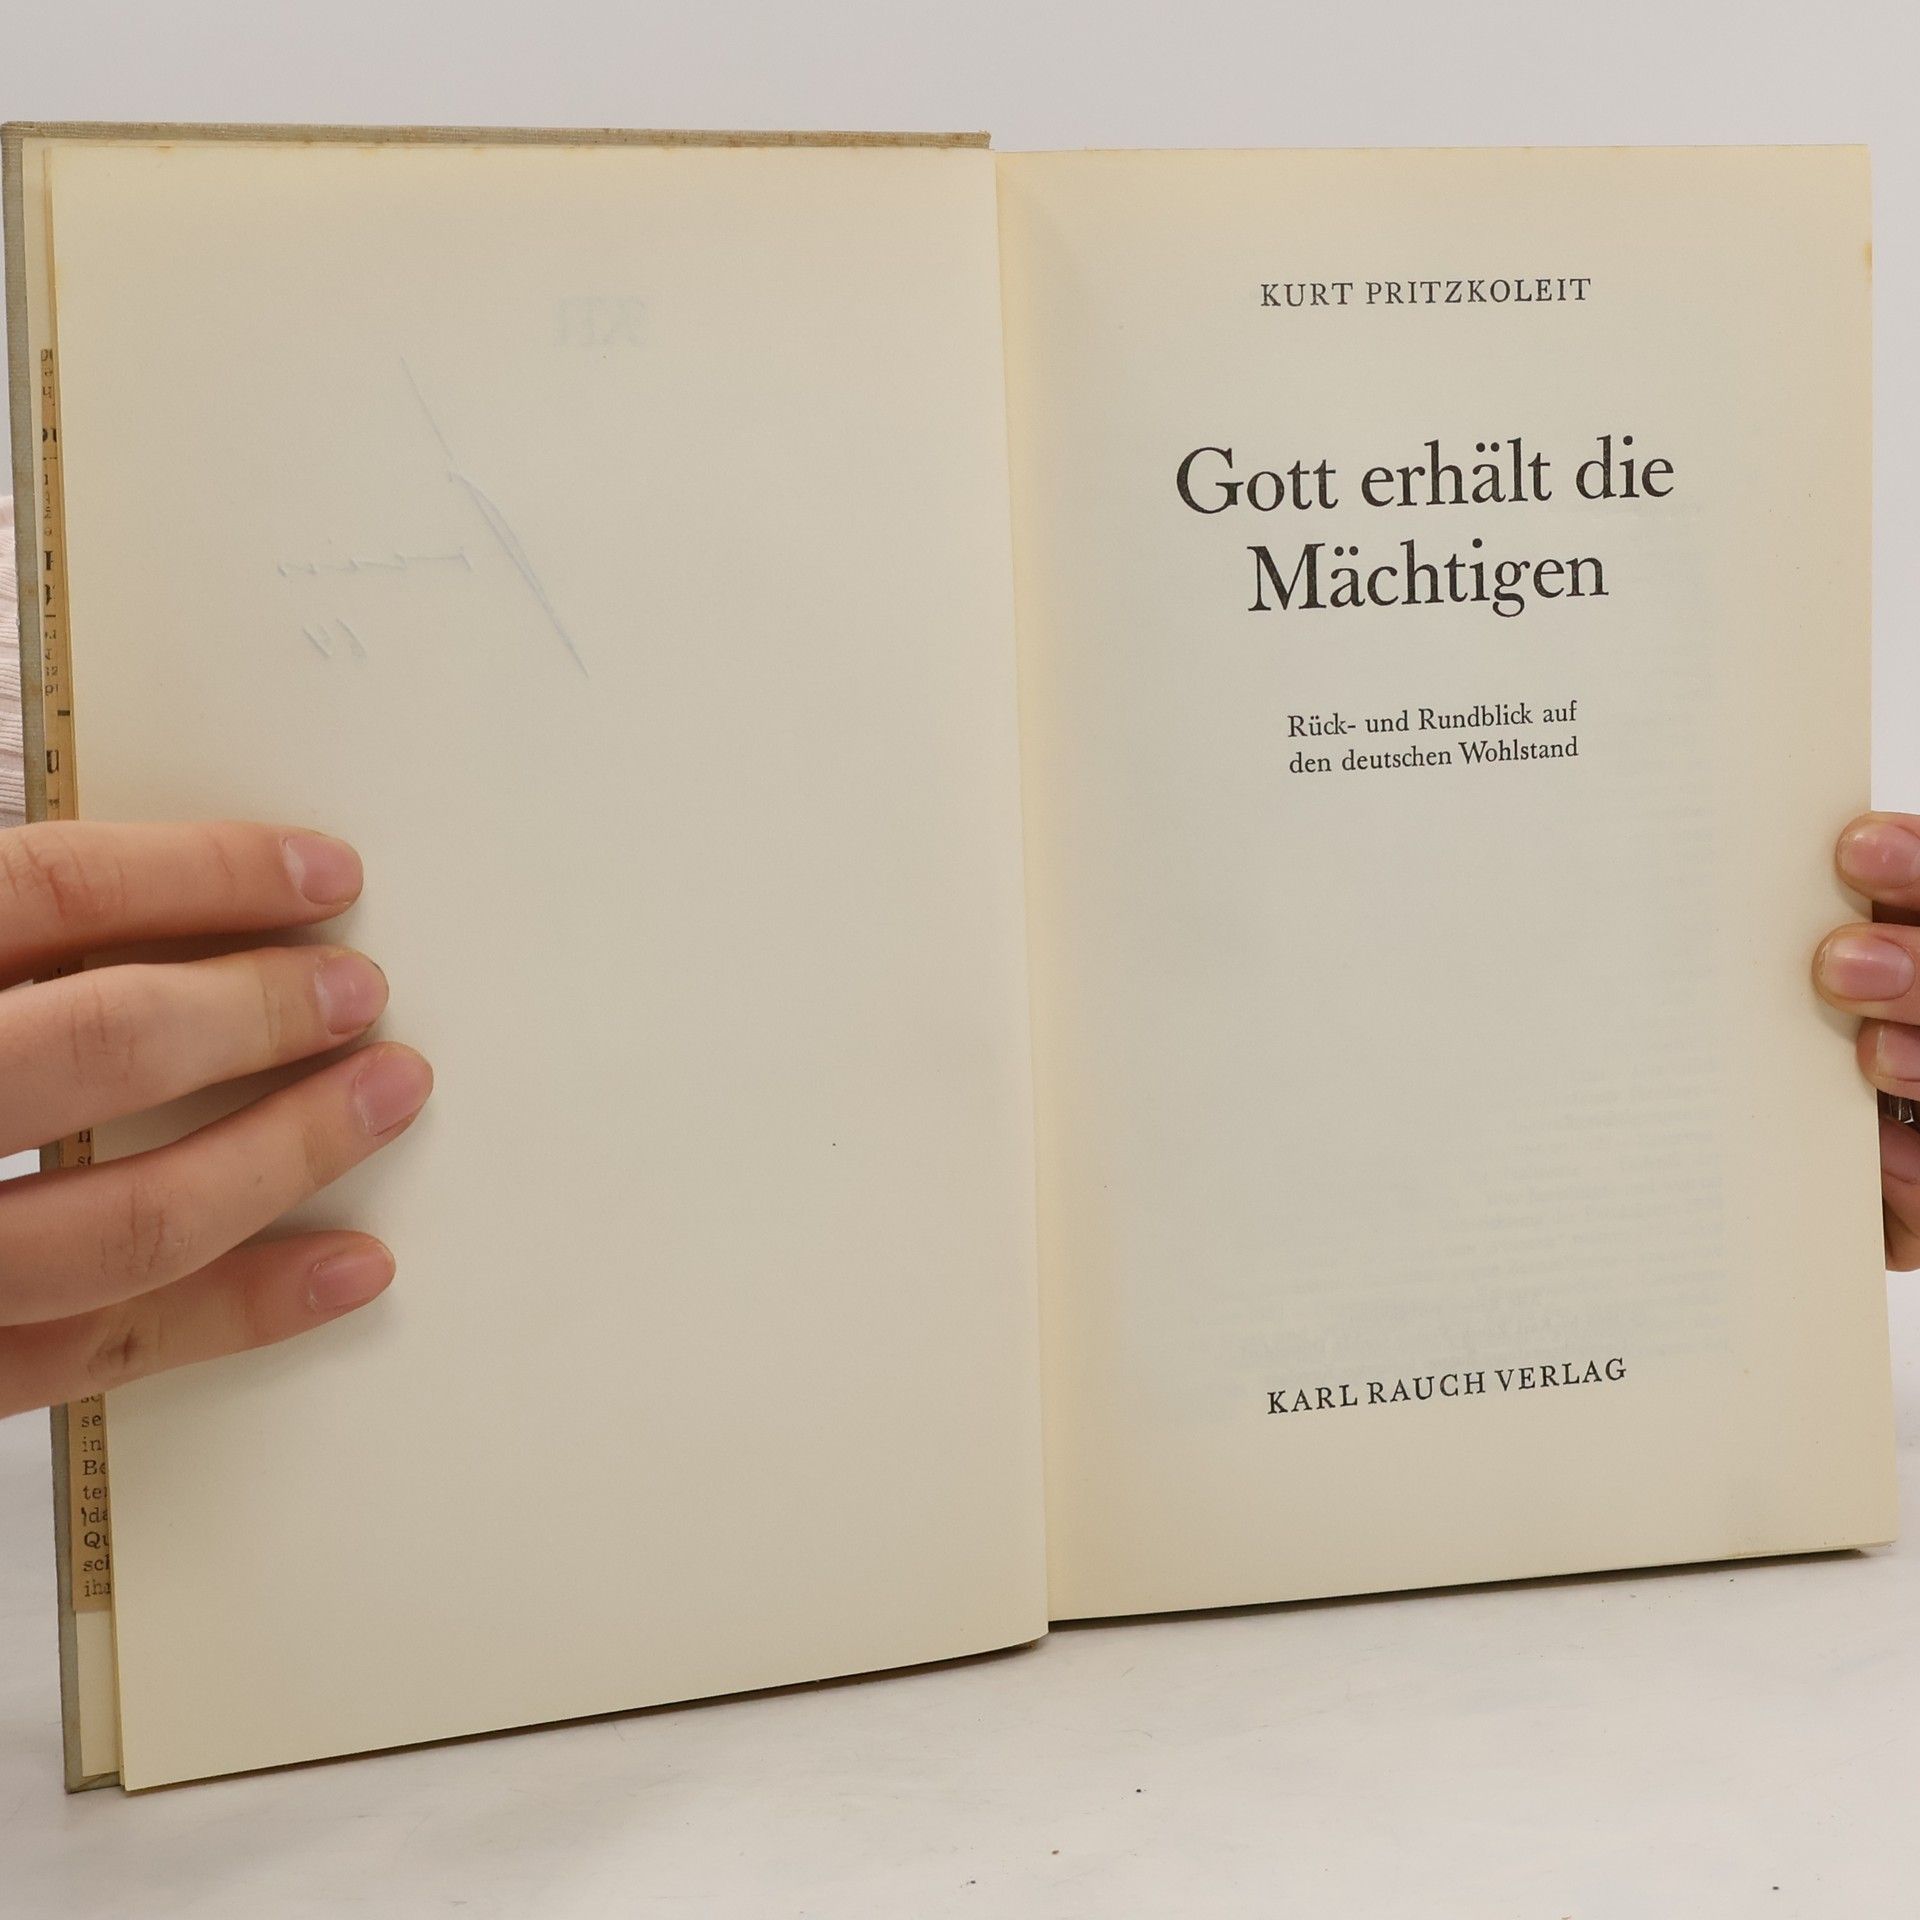 KURT PRITZKOLEIT
Gott erhält die
Mächtigen
Rück- und Rundblick auf
den deutschen Wohlstand
KARL RAUCH VERLAG